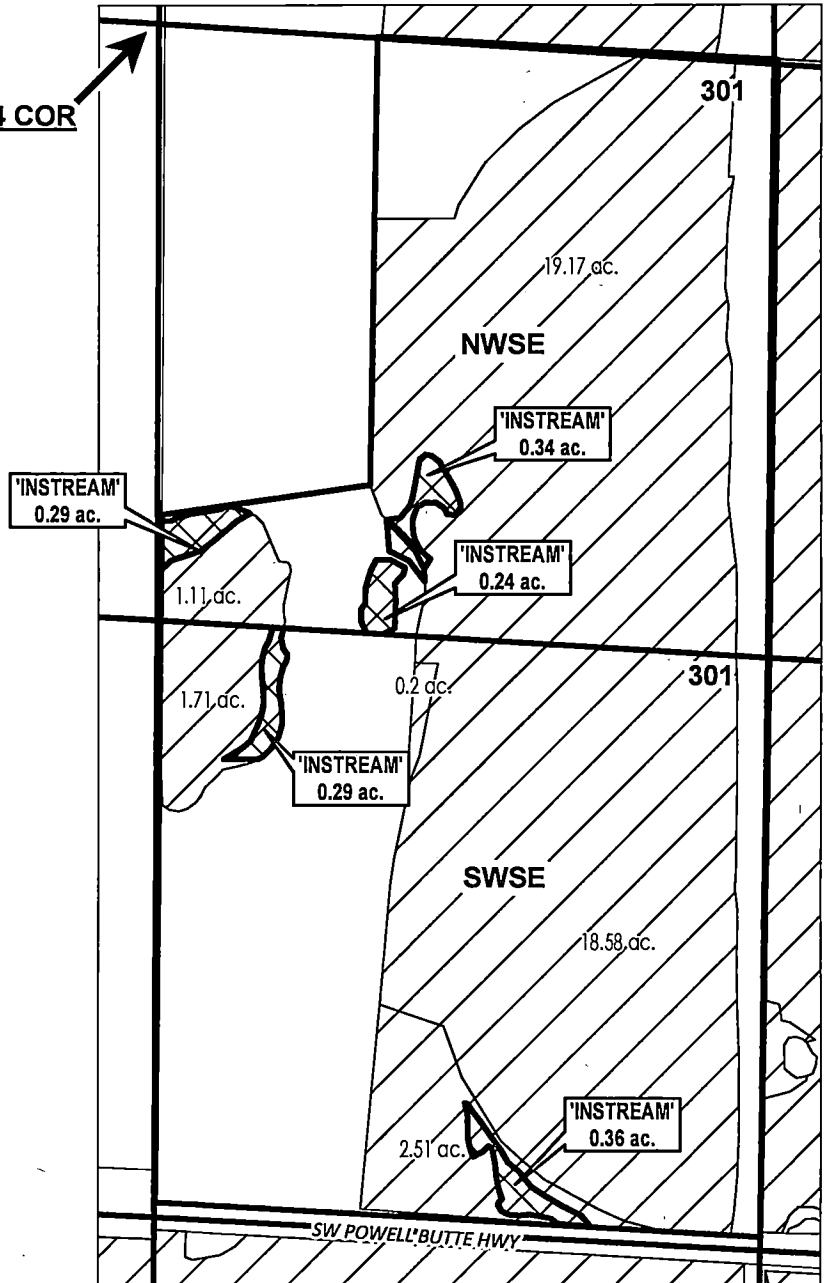 301
4 COR
19.17 ac.
NWSE
'INSTREAM'
0.34 ac.
'INSTREAM'
0.29 ac.
'INSTREAM'
0.24 ac.
1.11 ac.
301
0.2 ac.
1.71 ac.
'INSTREAM'
0.29 ac.
SWSE
18.58 ac.
'INSTREAM'
0.36 ac.
2.51 ac.
SW POWELL BUTTE HWY